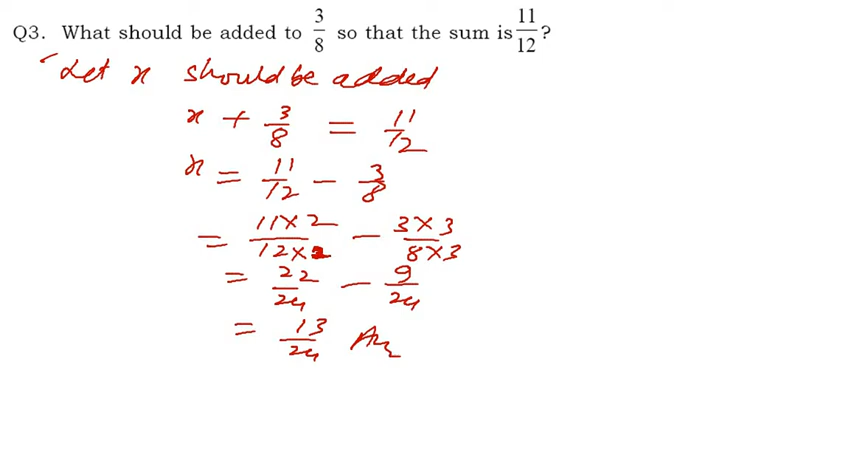 Q3. What should be added to 3/8 so that the sum is 11/12?
Let x should be added
x + 3/8 = 11/12
x = 11/12 - 3/8
= 11×2/12×2 - 3×3/8×3
= 22/24 - 9/24
= 13/24 Ans